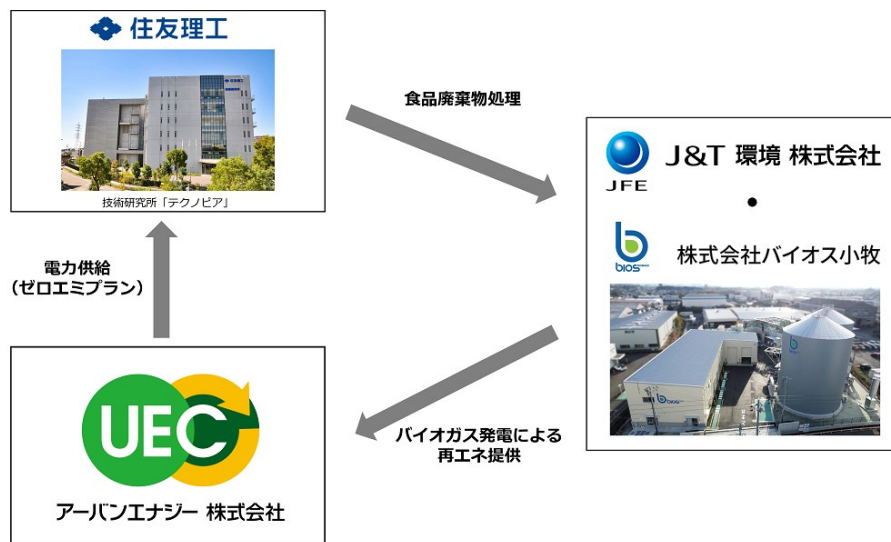 住友理工
技術研究所「テクノピア」
食品廃棄物処理
JFE
J&T 環境 株式会社
・
bios
株式会社バイオス小牧
bios
電力供給
(ゼロエミプラン)
UEC
アーバンエナジー 株式会社
バイオガス発電による
再エネ提供